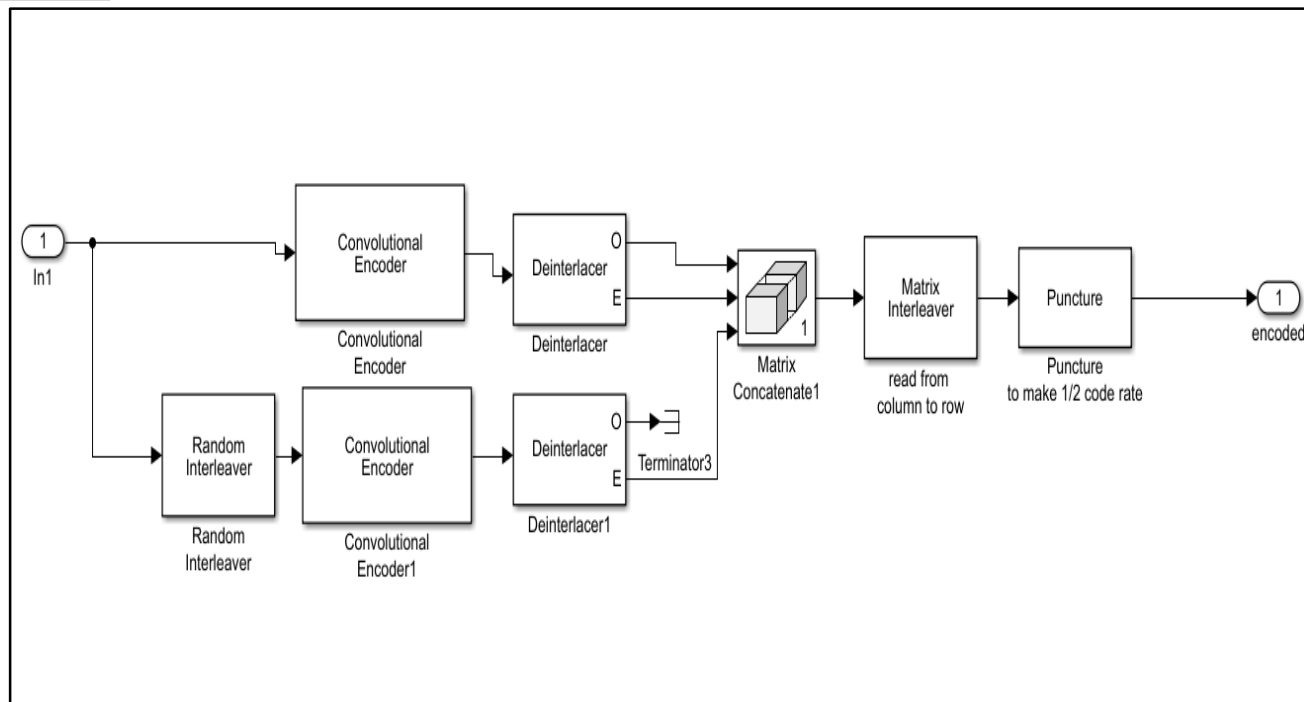 1
In1
Convolutional
Encoder
Convolutional
Encoder
Deinterlacer
O
E
Deinterlacer
1
Matrix
Concatenate1
Matrix
Interleaver
read from
column to row
Puncture
Puncture
to make 1/2 code rate
1
encoded
Random
Interleaver
Random
Interleaver
Convolutional
Encoder
Convolutional
Encoder1
Deinterlacer
O
E
Deinterlacer1
Terminator3